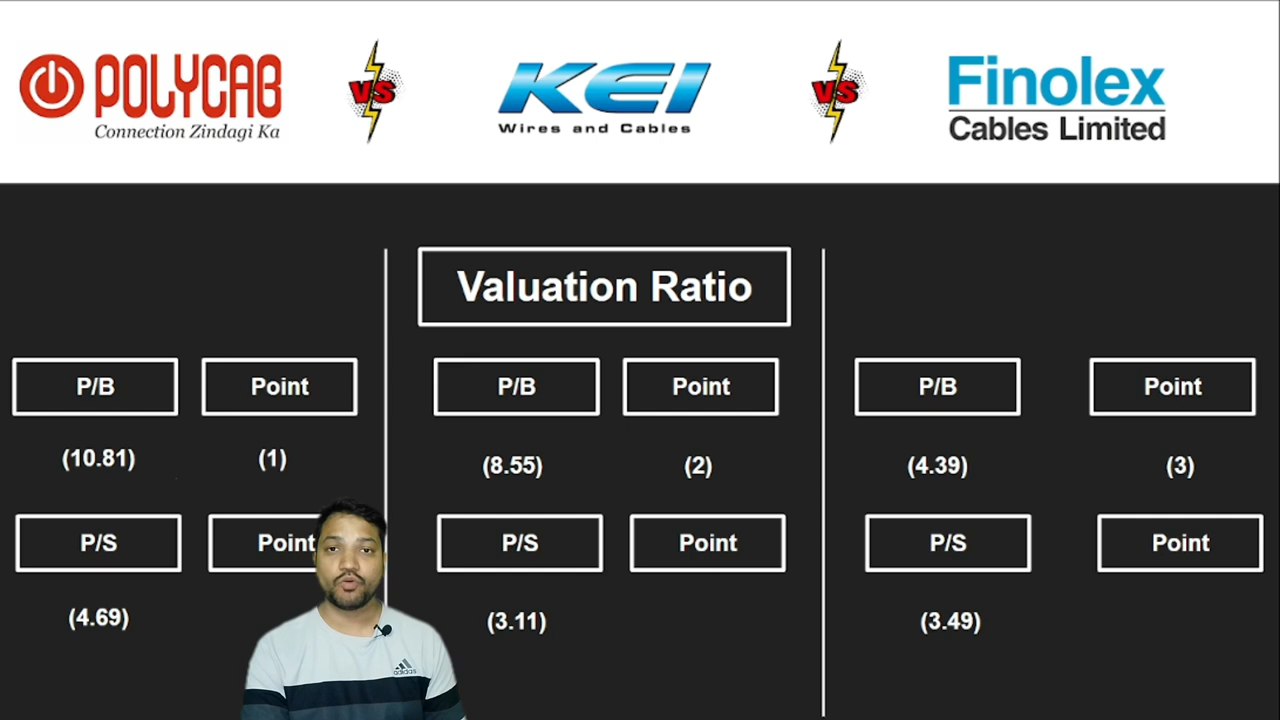 POLYCAB
Connection Zindagi Ka
VS
KEI
Wires and Cables
VS
Finolex
Cables Limited
Valuation Ratio
P/B Point P/B Point P/B Point
(10.81) (1) (8.55) (2) (4.39) (3)
P/S Point P/S Point P/S Point
(4.69) (3.11) (3.49)
adidas